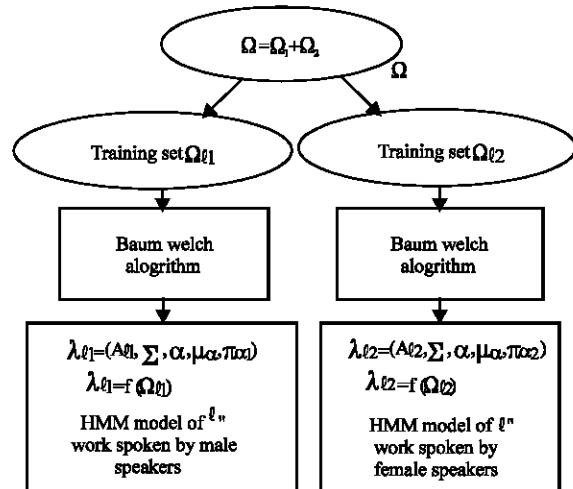 Ω=Ω₁+Ω₂
Ω
Training set Ωℓ1
Training set Ωℓ2
Baum welch
alogrithm
Baum welch
alogrithm
λℓ1=(Aℓ1, Σ, α, μα, πα1)
λℓ1=f(Ωℓ1)
HMM model of ℓ"
work spoken by male
speakers
λℓ2=(Aℓ2, Σ, α, μα, πα2)
λℓ2=f(Ωℓ2)
HMM model of ℓ"
work spoken by
female speakers